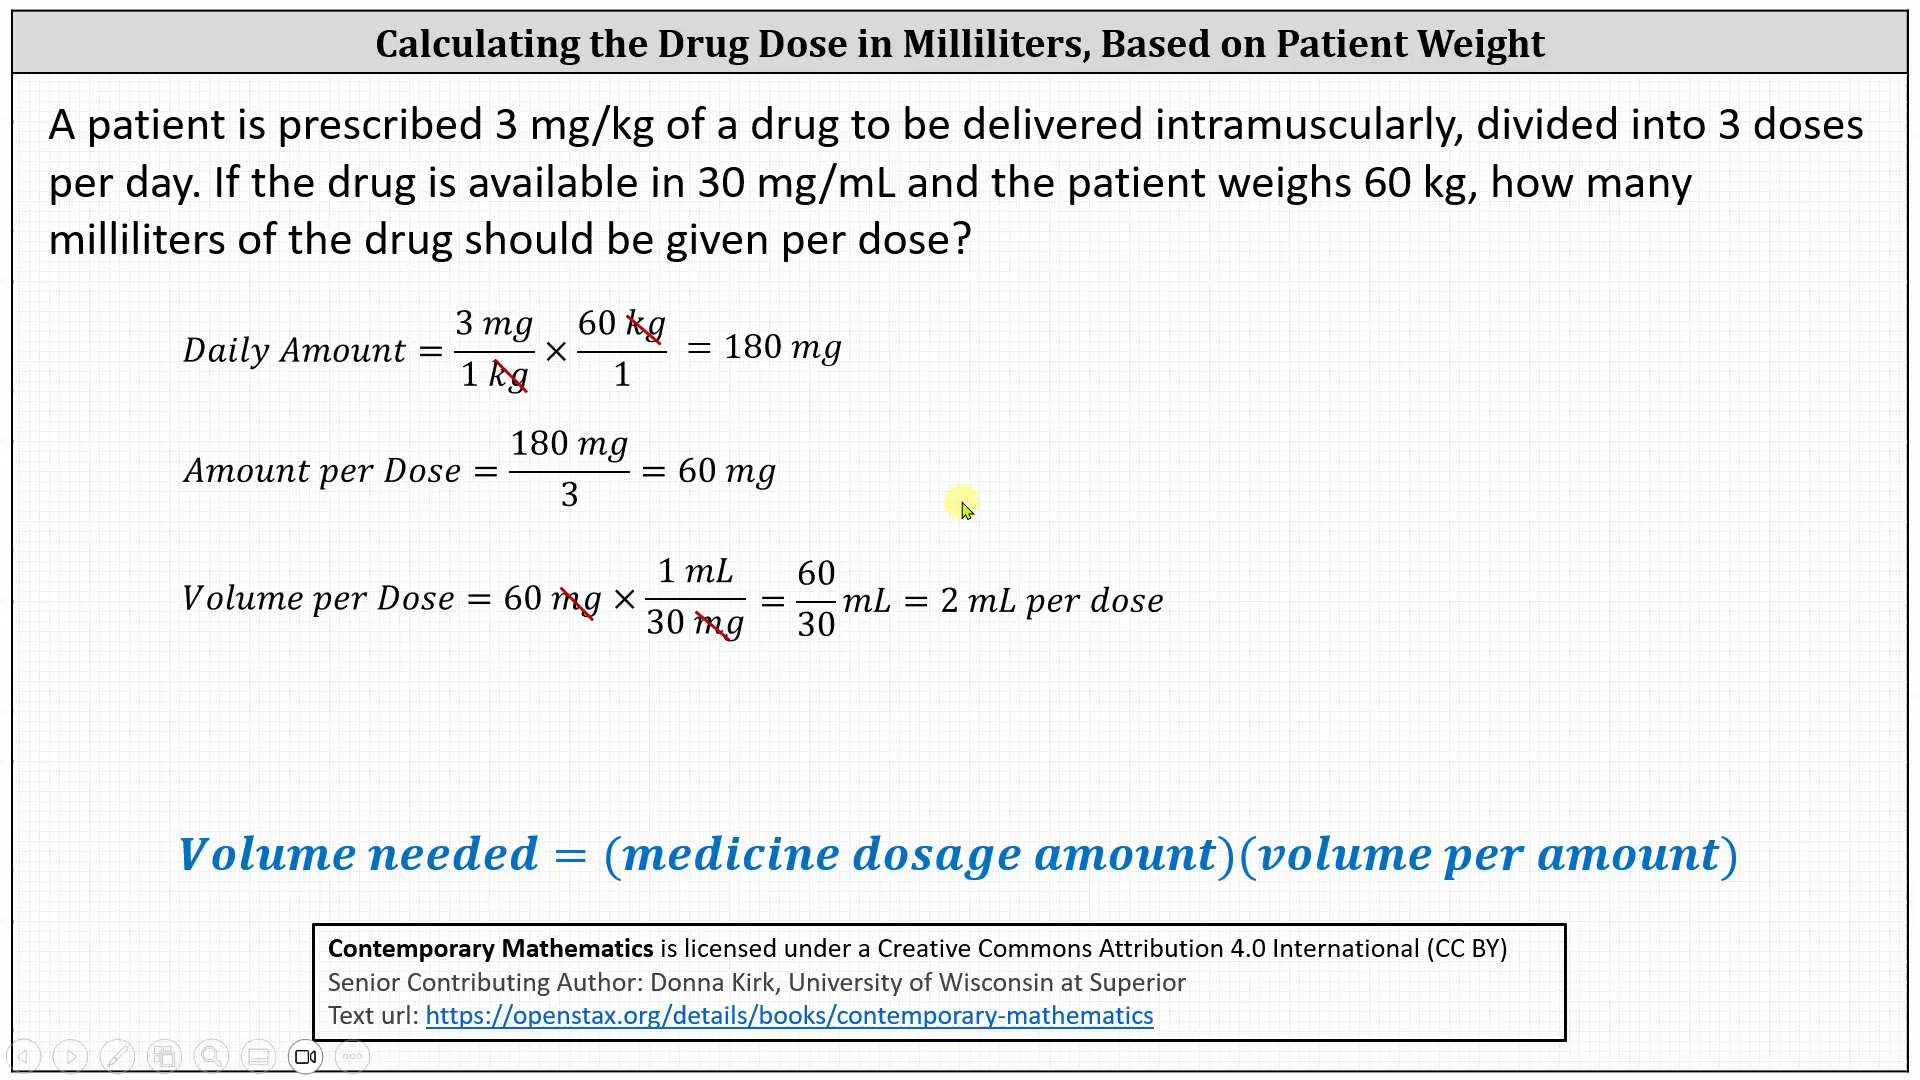 Calculating the Drug Dose in Milliliters, Based on Patient Weight
A patient is prescribed 3 mg/kg of a drug to be delivered intramuscularly, divided into 3 doses
per day. If the drug is available in 30 mg/mL and the patient weighs 60 kg, how many
milliliters of the drug should be given per dose?
Daily Amount = 3 mg / 1 kg × 60 kg / 1 = 180 mg
Amount per Dose = 180 mg / 3 = 60 mg
Volume per Dose = 60 mg × 1 mL / 30 mg = 60 / 30 mL = 2 mL per dose
Volume needed = (medicine dosage amount)(volume per amount)
Contemporary Mathematics is licensed under a Creative Commons Attribution 4.0 International (CC BY)
Senior Contributing Author: Donna Kirk, University of Wisconsin at Superior
Text url: https://openstax.org/details/books/contemporary-mathematics